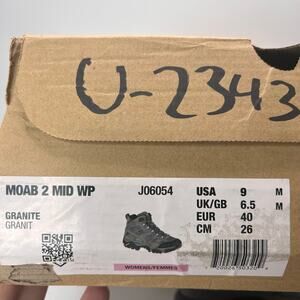 U-2343
MOAB 2 MID WP J06054 USA 9 M
UK/GB 6.5 M
GRANITE EUR 40
GRANIT CM 26
WOMENS/FEMMES